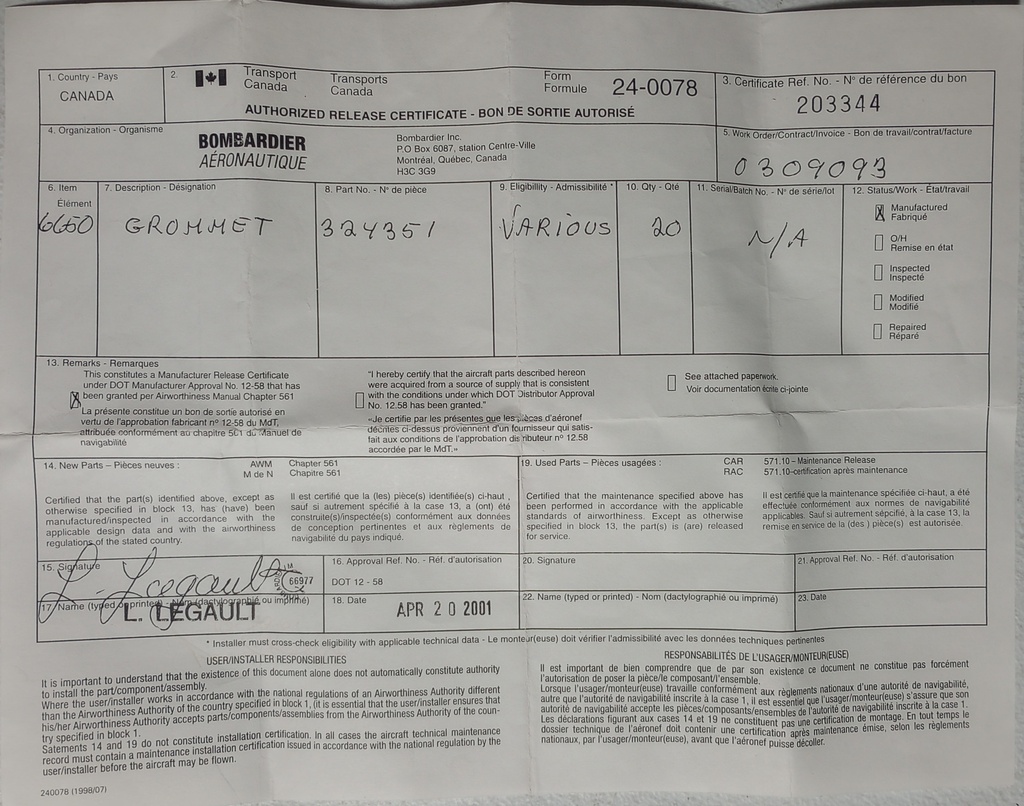 1. Country - Pays
CANADA
2.
Transport Canada
Transports Canada
Form
Formule
24-0078
AUTHORIZED RELEASE CERTIFICATE - BON DE SORTIE AUTORISÉ
3. Certificate Ref. No. - Nº de référence du bon
203344
4. Organization - Organisme
BOMBARDIER
AÉRONAUTIQUE
Bombardier Inc.
P.O Box 6087, station Centre-Ville
Montréal, Québec, Canada
H3C 3G9
5. Work Order/Contract/Invoice - Bon de travail/contrat/facture
0309093
6. Item
Elément
6650
7. Description - Désignation
GROMMET
8. Part No. - Nº de pièce
324351
9. Eligibillity - Admissibilité *
VARIOUS
10. Qty - Qté
20
11. Serial/Batch No. - Nº de série/lot
N/A
12. Status/Work - État/travail
Manufactured
Fabriqué
O/H
Remise en état
Inspected
Inspecté
Modified
Modifié
Repaired
Réparé
13. Remarks - Remarques
This constitutes a Manufacturer Release Certificate
under DOT Manufacturer Approval No. 12-58 that has
been granted per Airworthiness Manual Chapter 561
La présente constitue un bon de sortie autorisé en
vertu de l'approbation fabricant nº 12-58 du MdT,
attribuée conformément au chapitre 561 du Manuel de
navigabilité
"I hereby certify that the aircraft parts described hereon
were acquired from a source of supply that is consistent
with the conditions under which DOT Distributor Approval
No. 12.58 has been granted."
«Je certifie par les présentes que les pièces d'aéronef
décrites ci-dessus proviennent d'un fournisseur qui satis-
fait aux conditions de l'approbation distributeur nº 12.58
accordée par le MdT.»
See attached paperwork.
Voir documentation écrite ci-jointe
14. New Parts – Pièces neuves :
AWM Chapter 561
M de N Chapitre 561
Certified that the part(s) identified above, except as
otherwise specified in block 13, has (have) been
manufactured/inspected in accordance with the
applicable design data and with the airworthiness
regulations of the stated country.
Il est certifié que la (les) pièce(s) identifiée(s) ci-haut ,
sauf si autrement spécifié à la case 13, a (ont) été
construite(s)/inspectée(s) conformément aux données
de conception pertinentes et aux règlements de
navigabilité du pays indiqué.
19. Used Parts – Pièces usagées :
CAR 571.10 – Maintenance Release
RAC 571.10–certification après maintenance
Certified that the maintenance specified above has
been performed in accordance with the applicable
standards of airworthiness. Except as otherwise
specified in block 13, the part(s) is (are) released
for service.
Il est certifié que la maintenance spécifiée ci-haut, a été
effectuée conformément aux normes de navigabilité
applicables. Sauf si autrement sépcifié, à la case 13, la
remise en service de la (des ) pièce(s) est autorisée.
15. Signature
L. Legault
66977
16. Approval Ref. No. - Réf. d'autorisation
DOT 12 - 58
17. Name (typed or printed) - Nom (dactylographié ou imprimé)
L. LEGAULT
18. Date
APR 20 2001
20. Signature
21. Approval Ref. No. - Réf. d'autorisation
22. Name (typed or printed) - Nom (dactylographié ou imprimé)
23. Date
* Installer must cross-check eligibility with applicable technical data - Le monteur(euse) doit vérifier l'admissibilité avec les données techniques pertinentes
USER/INSTALLER RESPONSIBILITIES
It is important to understand that the existence of this document alone does not automatically constitute authority
to install the part/component/assembly.
Where the user/installer works in accordance with the national regulations of an Airworthiness Authority different
than the Airworthiness Authority of the country specified in block 1, (it is essential that the user/installer ensures that
his/her Airworthiness Authority accepts parts/components/assemblies from the Airworthiness Authority of the coun-
try specified in block 1.
Satements 14 and 19 do not constitute installation certification. In all cases the aircraft technical maintenance
record must contain a maintenance installation certification issued in accordance with the national regulation by the
user/installer before the aircraft may be flown.
RESPONSABILITÉS DE L'USAGER/MONTEUR(EUSE)
Il est important de bien comprendre que de par son existence ce document ne constitue pas forcément
l'autorisation de poser la pièce/le composant/l'ensemble.
Lorsque l'usager/monteur(euse) travaille conformément aux règlements nationaux d'une autorité de navigabilité,
autre que l'autorité de navigabilité inscrite à la case 1, il est essentiel que l'usager/monteur(euse) s'assure que son
autorité de navigabilité accepte les pièces/composants/ensembles de l'autorité de navigabilité inscrite à la case 1.
Les déclarations figurant aux cases 14 et 19 ne constituent pas une certification de montage. En tout temps le
dossier technique de l'aéronef doit contenir une certification après maintenance émise, selon les règlements
nationaux, par l'usager/monteur(euse), avant que l'aéronef puisse décoller.
240078 (1998/07)